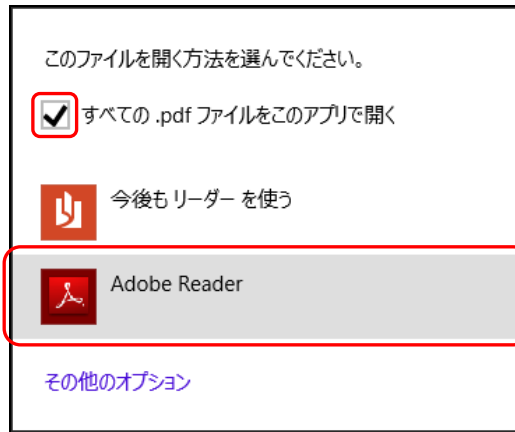 このファイルを開く方法を選んでください。
すべての .pdf ファイルをこのアプリで開く
今後も リーダー を使う
Adobe Reader
その他のオプション